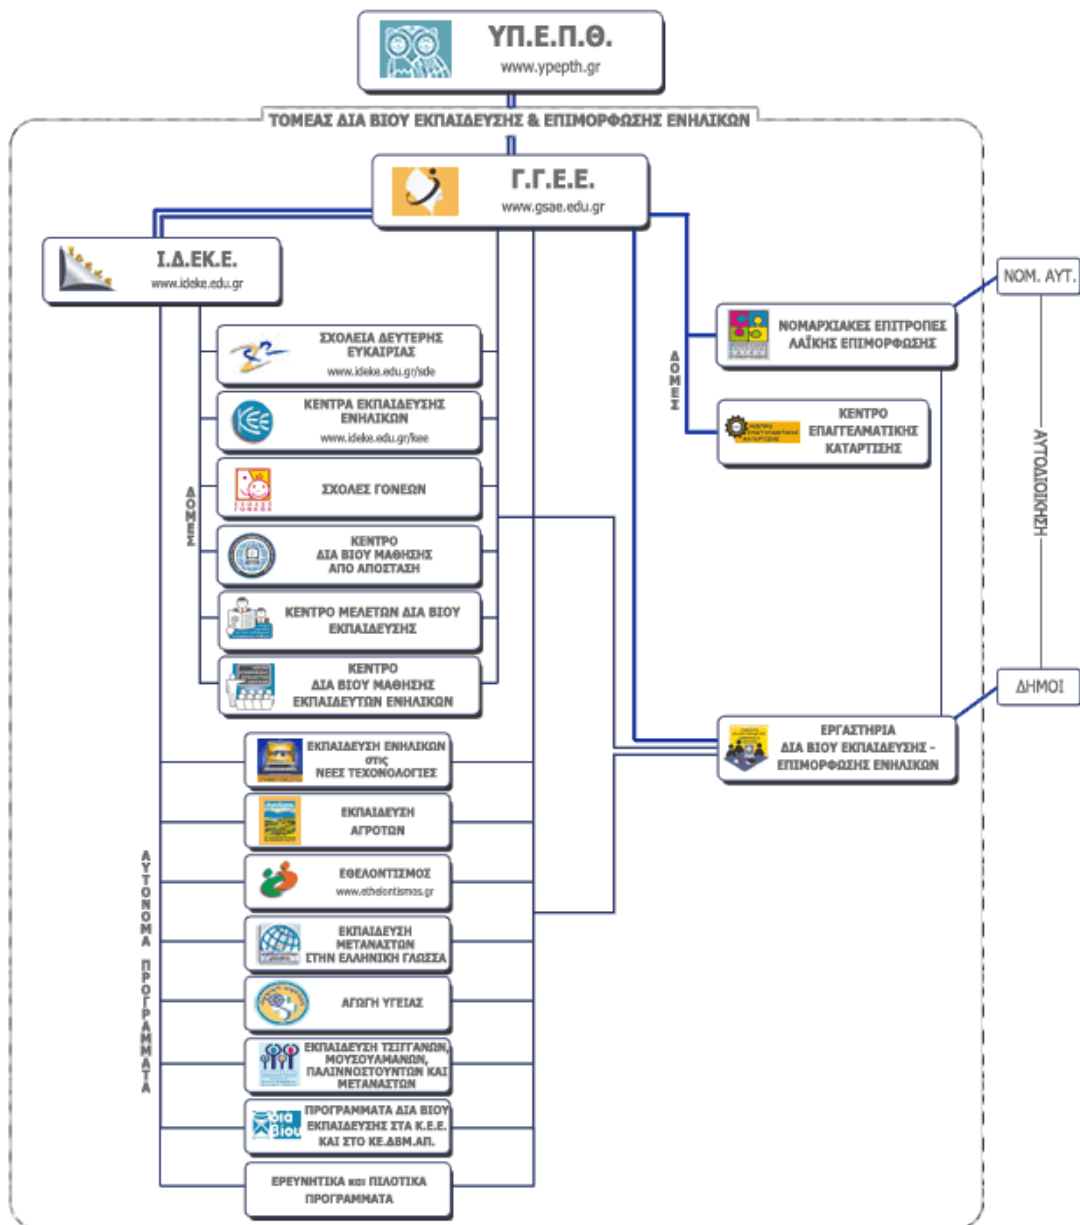 ΥΠ.Ε.Π.Θ.
www.ypepth.gr
ΤΟΜΕΑΣ ΔΙΑ ΒΙΟΥ ΕΚΠΑΙΔΕΥΣΗΣ & ΕΠΙΜΟΡΦΩΣΗΣ ΕΝΗΛΙΚΩΝ
Γ.Γ.Ε.Ε.
www.gsae.edu.gr
Ι.Δ.ΕΚ.Ε.
www.ideke.edu.gr
ΝΟΜ. ΑΥΤ.
ΔΟΜΕΣ
ΣΧΟΛΕΙΑ ΔΕΥΤΕΡΗΣ
ΕΥΚΑΙΡΙΑΣ
www.ideke.edu.gr/sde
ΚΕΝΤΡΑ ΕΚΠΑΙΔΕΥΣΗΣ
ΕΝΗΛΙΚΩΝ
www.ideke.edu.gr/kee
ΣΧΟΛΕΣ ΓΟΝΕΩΝ
ΚΕΝΤΡΟ
ΔΙΑ ΒΙΟΥ ΜΑΘΗΣΗΣ
ΑΠΟ ΑΠΟΣΤΑΣΗ
ΚΕΝΤΡΟ ΜΕΛΕΤΩΝ ΔΙΑ ΒΙΟΥ
ΕΚΠΑΙΔΕΥΣΗΣ
ΚΕΝΤΡΟ
ΔΙΑ ΒΙΟΥ ΜΑΘΗΣΗΣ
ΕΚΠΑΙΔΕΥΤΩΝ ΕΝΗΛΙΚΩΝ
ΔΟΜΕΣ
ΝΟΜΑΡΧΙΑΚΕΣ ΕΠΙΤΡΟΠΕΣ
ΛΑΪΚΗΣ ΕΠΙΜΟΡΦΩΣΗΣ
ΚΕΝΤΡΟ
ΕΠΑΓΓΕΛΜΑΤΙΚΗΣ
ΚΑΤΑΡΤΙΣΗΣ
ΑΥΤΟΔΙΟΙΚΗΣΗ
ΔΗΜΟΙ
ΕΡΓΑΣΤΗΡΙΑ
ΔΙΑ ΒΙΟΥ ΕΚΠΑΙΔΕΥΣΗΣ -
ΕΠΙΜΟΡΦΩΣΗΣ ΕΝΗΛΙΚΩΝ
ΑΥΤΟΝΟΜΑ ΠΡΟΓΡΑΜΜΑΤΑ
ΕΚΠΑΙΔΕΥΣΗ ΕΝΗΛΙΚΩΝ
στις
ΝΕΕΣ ΤΕΧΟΝΟΛΟΓΙΕΣ
ΕΚΠΑΙΔΕΥΣΗ
ΑΓΡΟΤΩΝ
ΕΘΕΛΟΝΤΙΣΜΟΣ
www.ethelontismos.gr
ΕΚΠΑΙΔΕΥΣΗ
ΜΕΤΑΝΑΣΤΩΝ
ΣΤΗΝ ΕΛΛΗΝΙΚΗ ΓΛΩΣΣΑ
ΑΓΩΓΗ ΥΓΕΙΑΣ
ΕΚΠΑΙΔΕΥΣΗ ΤΣΙΓΓΑΝΩΝ,
ΜΟΥΣΟΥΛΜΑΝΩΝ,
ΠΑΛΙΝΝΟΣΤΟΥΝΤΩΝ ΚΑΙ
ΜΕΤΑΝΑΣΤΩΝ
διά
Βίου
ΠΡΟΓΡΑΜΜΑΤΑ ΔΙΑ ΒΙΟΥ
ΕΚΠΑΙΔΕΥΣΗΣ ΣΤΑ Κ.Ε.Ε.
ΚΑΙ ΣΤΟ ΚΕ.ΔΒΜ.ΑΠ.
ΕΡΕΥΝΗΤΙΚΑ και ΠΙΛΟΤΙΚΑ
ΠΡΟΓΡΑΜΜΑΤΑ